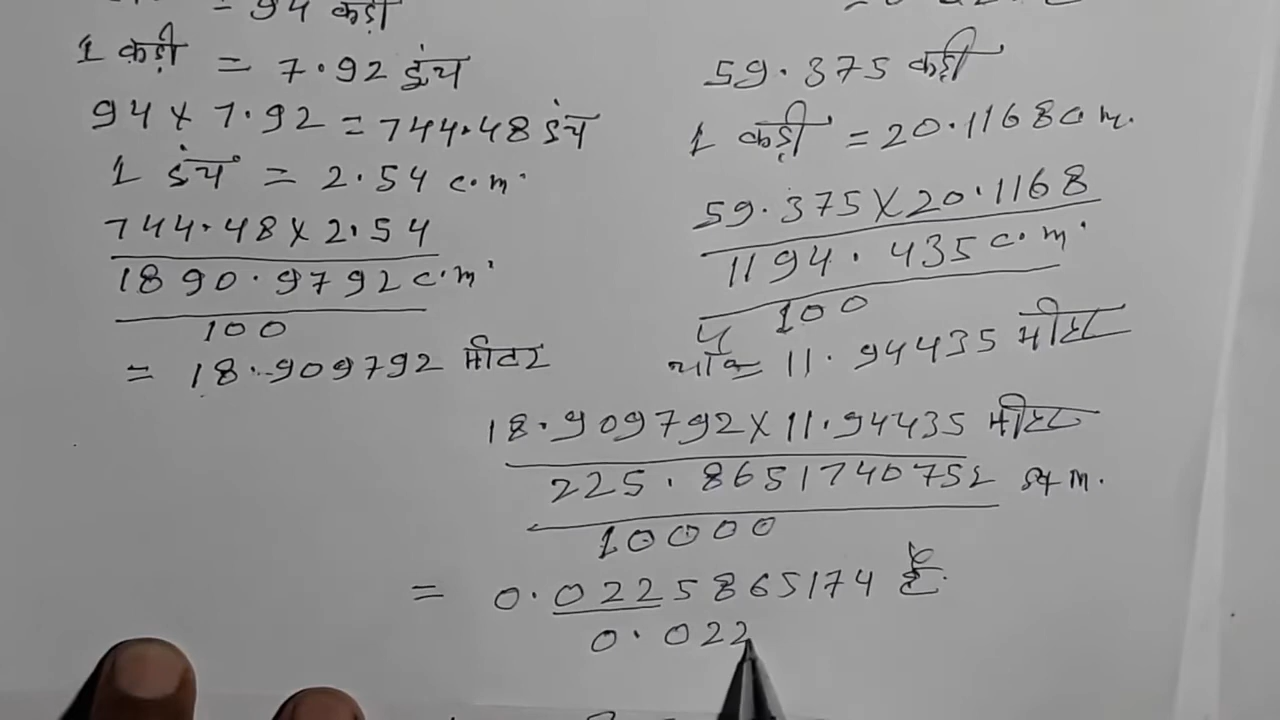 = 94 कड़ी
1 कड़ी = 7.92 इंच
94 x 7.92 = 744.48 इंच
1 इंच = 2.54 c.m.
744.48 x 2.54
1890.9792 c.m.
100
= 18.909792 मीटर
59.375 कड़ी
1 कड़ी = 20.1168 c m.
59.375 x 20.1168
1194.435 c.m.
100
= 11.94435 मीटर
18.909792 x 11.94435 मीटर
225.8651740752 m.
10000
= 0.0225865174 हे.
0.022